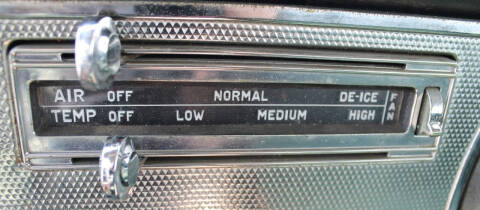 AIR OFF NORMAL DE-ICE
TEMP OFF LOW MEDIUM HIGH
FAN